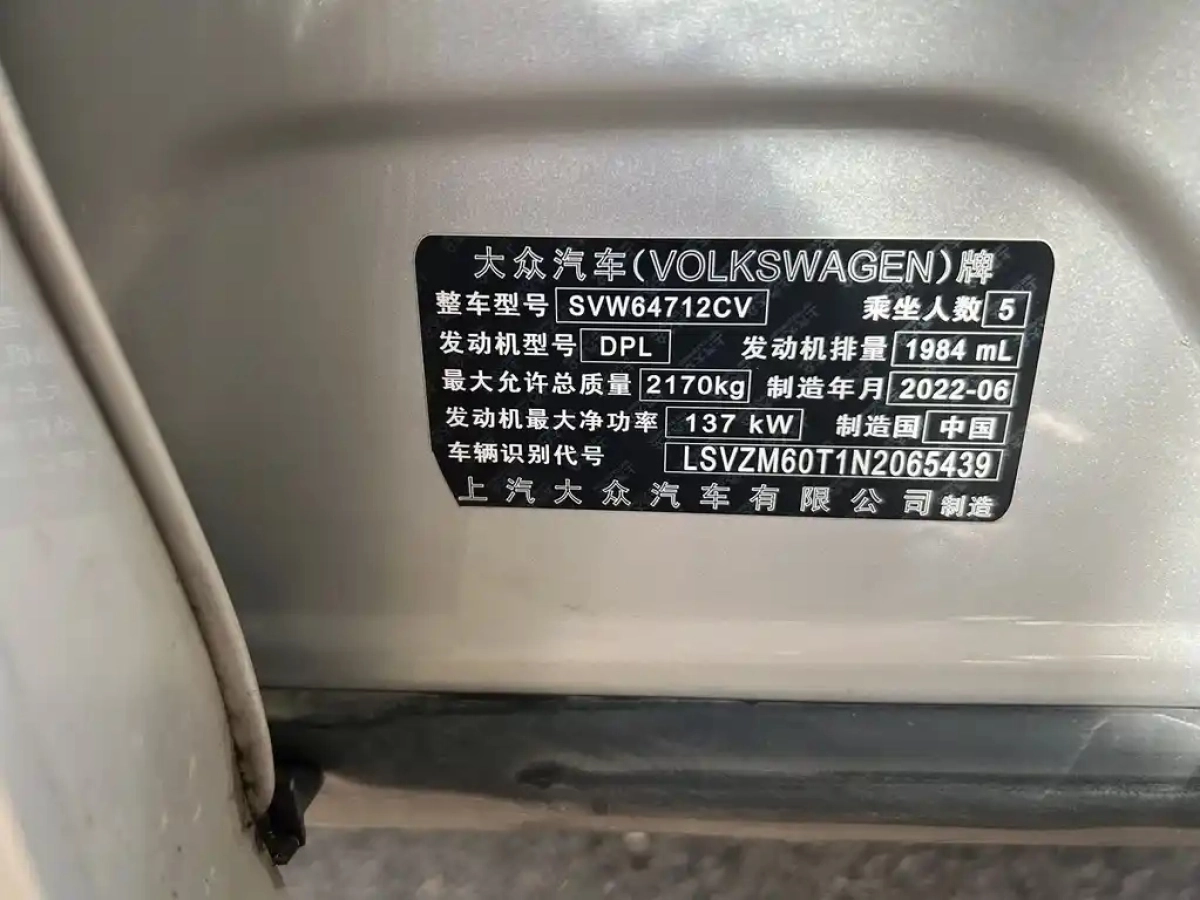 大众汽车(VOLKSWAGEN)牌
整车型号 SVW64712CV 乘坐人数 5
发动机型号 DPL 发动机排量 1984 mL
最大允许总质量 2170kg 制造年月 2022-06
发动机最大净功率 137 kW 制造国 中国
车辆识别代号 LSVZM60T1N2065439
上汽大众汽车有限公司制造